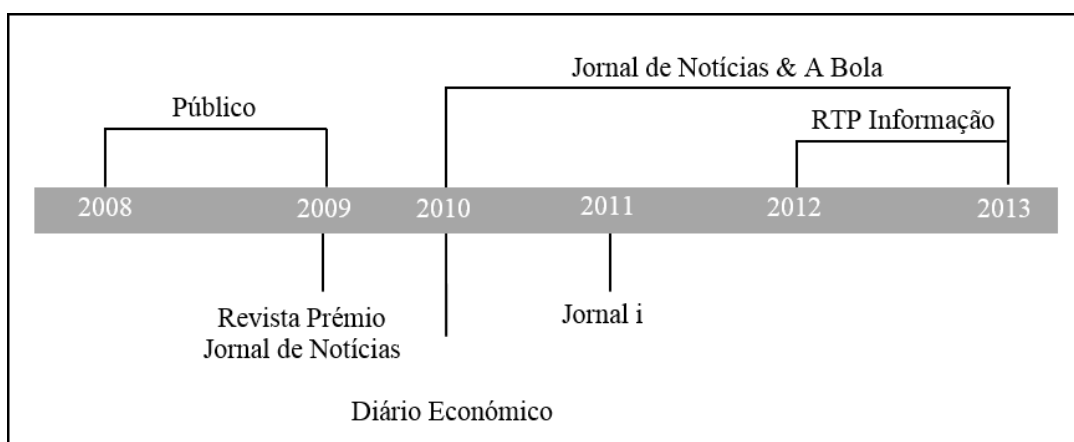 Jornal de Notícias & A Bola
Público
RTP Informação
2008 2009 2010 2011 2012 2013
Revista Prémio
Jornal de Notícias
Jornal i
Diário Económico